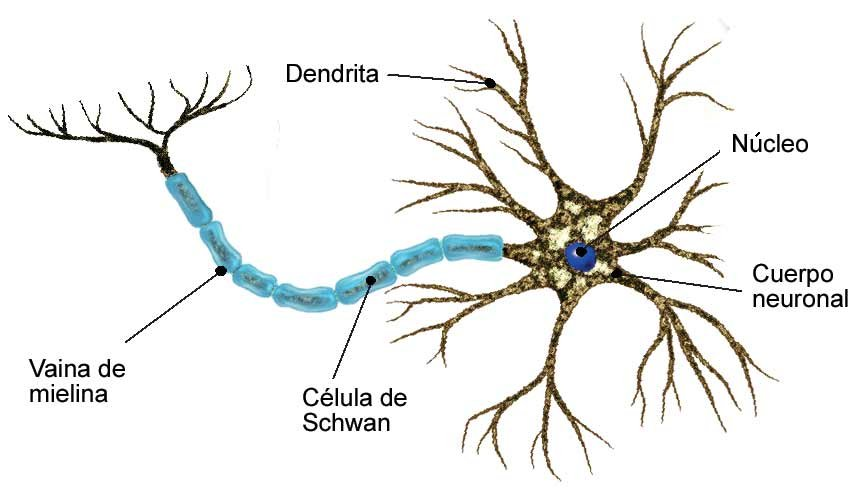 Dendrita
Núcleo
Cuerpo
neuronal
Vaina de
mielina
Célula de
Schwan